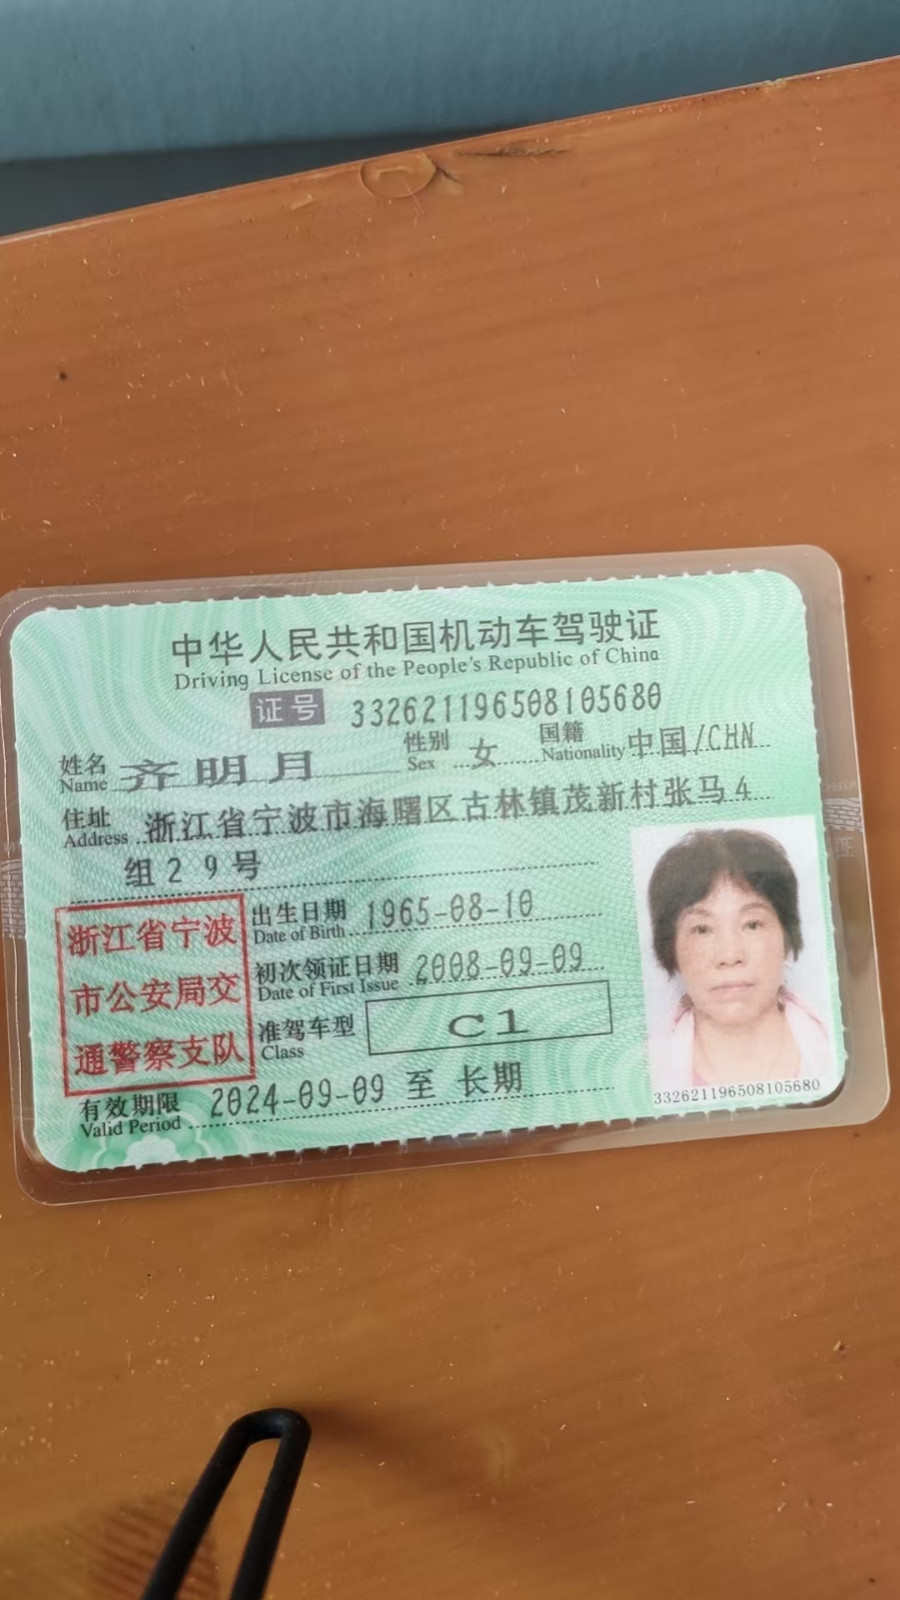 中华人民共和国机动车驾驶证
Driving License of the People's Republic of China
证号 332621196508105680
姓名 Name 齐明月 性别 Sex 女 国籍 Nationality 中国/CHN
住址 Address 浙江省宁波市海曙区古林镇茂新村张马4
组29号
浙江省宁波
市公安局交
通警察支队
出生日期 Date of Birth 1965-08-10
初次领证日期 Date of First Issue 2008-09-09
准驾车型 Class C1
有效期限 Valid Period 2024-09-09 至 长期
332621196508105680